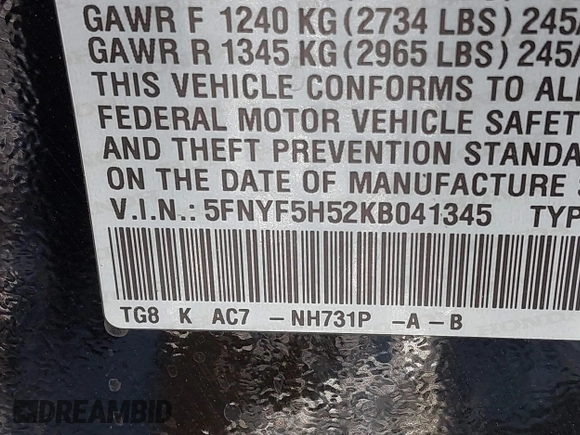 GAWR F 1240 KG (2734 LBS) 245/
GAWR R 1345 KG (2965 LBS) 245/
THIS VEHICLE CONFORMS TO ALL
FEDERAL MOTOR VEHICLE SAFETY
AND THEFT PREVENTION STANDA
ON THE DATE OF MANUFACTURE S
V.I.N.: 5FNYF5H52KB041345 TYP
TG8 K AC7 -NH731P -A-B
DREAMBID